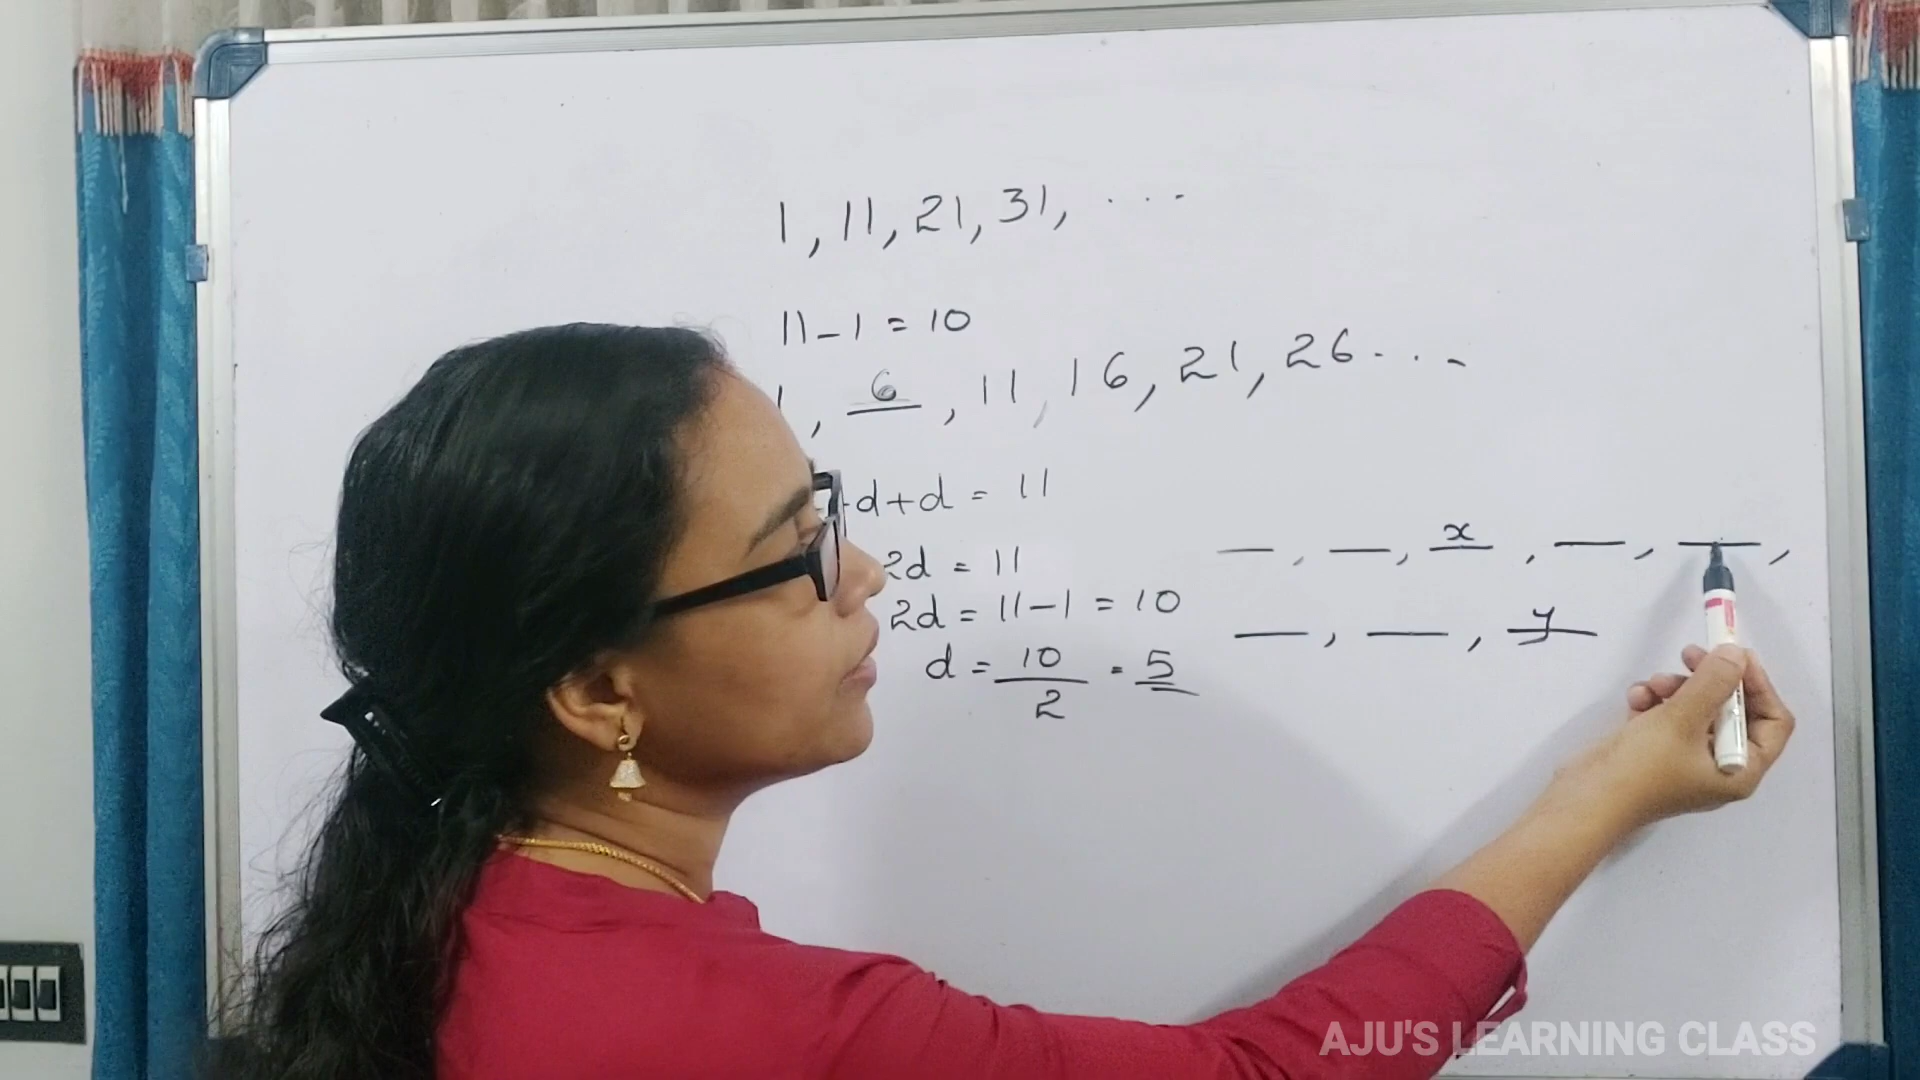 1, 11, 21, 31, ...
11-1 = 10
1, 6, 11, 16, 21, 26...
+d+d = 11
2d = 11
2d = 11-1 = 10
d = 10/2 = 5
__, __, x, __, __,
__, __, y
AJU'S LEARNING CLASS